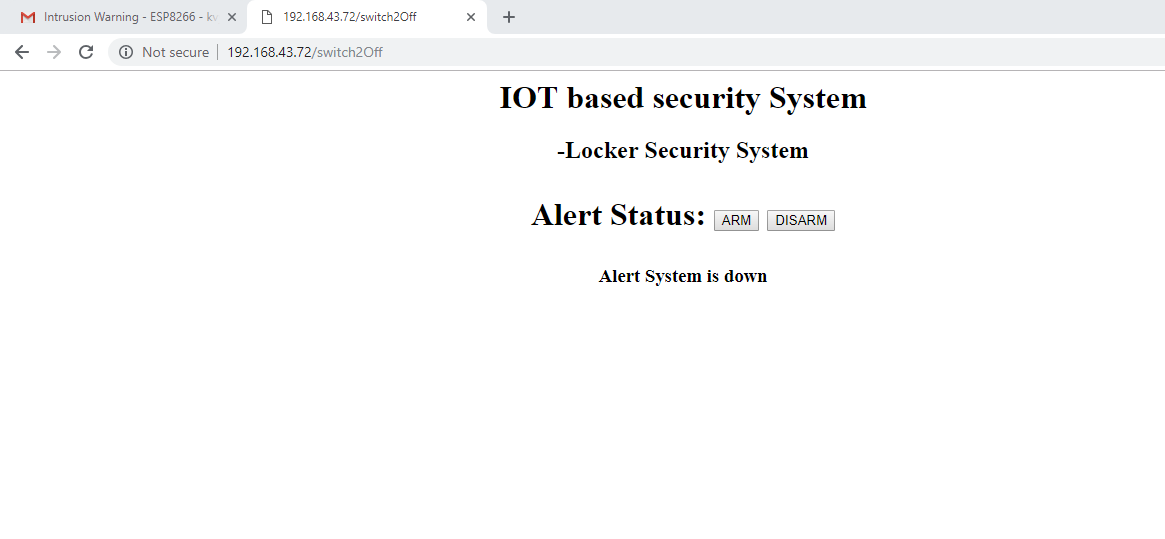 Intrusion Warning - ESP8266 - kv
192.168.43.72/switch2Off
Not secure 192.168.43.72/switch2Off
IOT based security System
-Locker Security System
Alert Status: ARM DISARM
Alert System is down